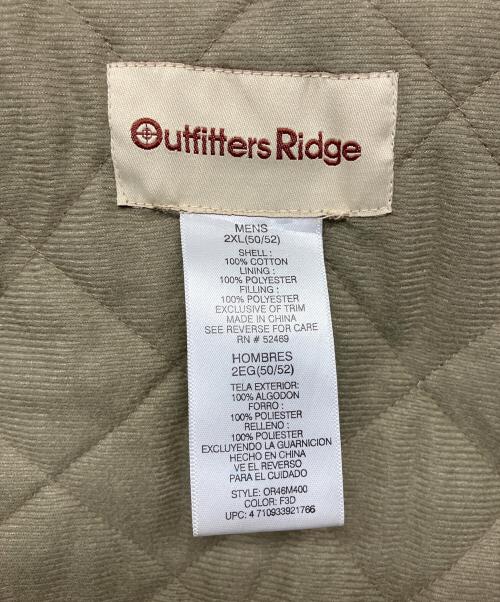 Outfitters Ridge
MENS
2XL(50/52)
SHELL :
100% COTTON
LINING :
100% POLYESTER
FILLING :
100% POLYESTER
EXCLUSIVE OF TRIM
MADE IN CHINA
SEE REVERSE FOR CARE
RN # 52469
HOMBRES
2EG(50/52)
TELA EXTERIOR:
100% ALGODON
FORRO :
100% POLIESTER
RELLENO :
100% POLIESTER
EXCLUYENDO LA GUARNICION
HECHO EN CHINA
VE EL REVERSO
PARA EL CUIDADO
STYLE: OR46M400
COLOR: F3D
UPC: 4 710933921766